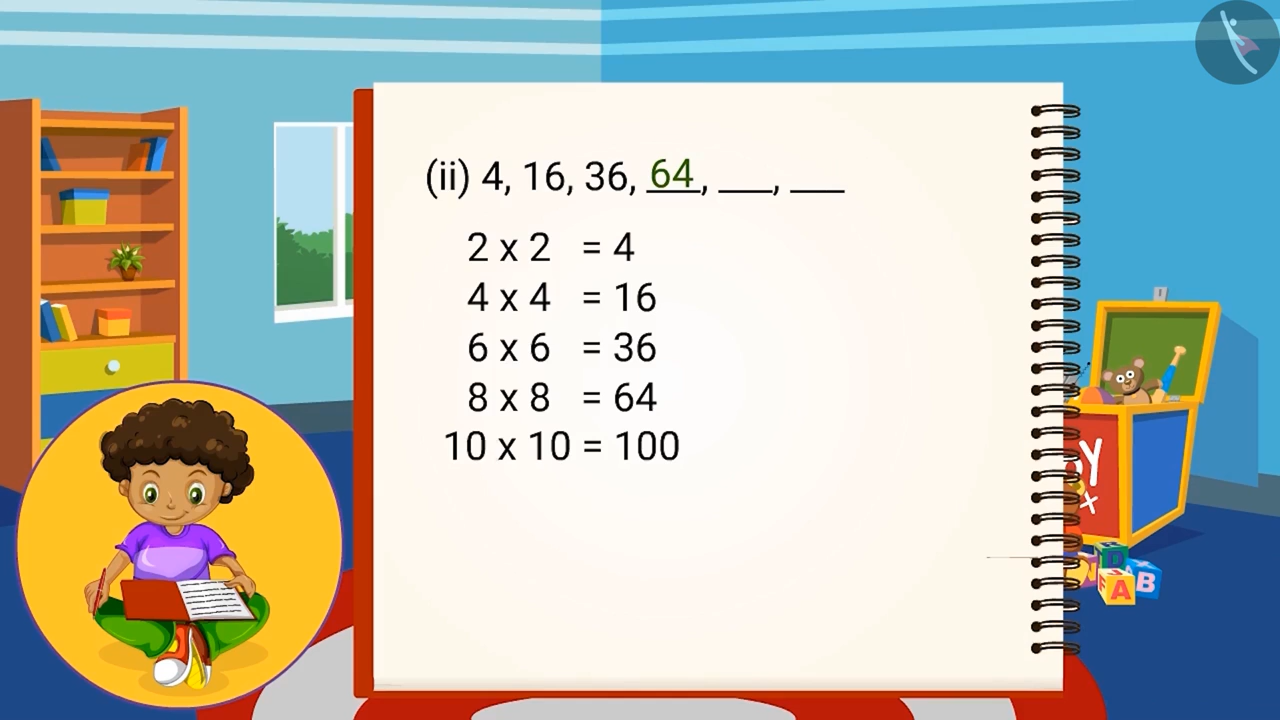 (ii) 4, 16, 36, 64, ___, ___
2 x 2 = 4
4 x 4 = 16
6 x 6 = 36
8 x 8 = 64
10 x 10 = 100
Y
x
D
A
B